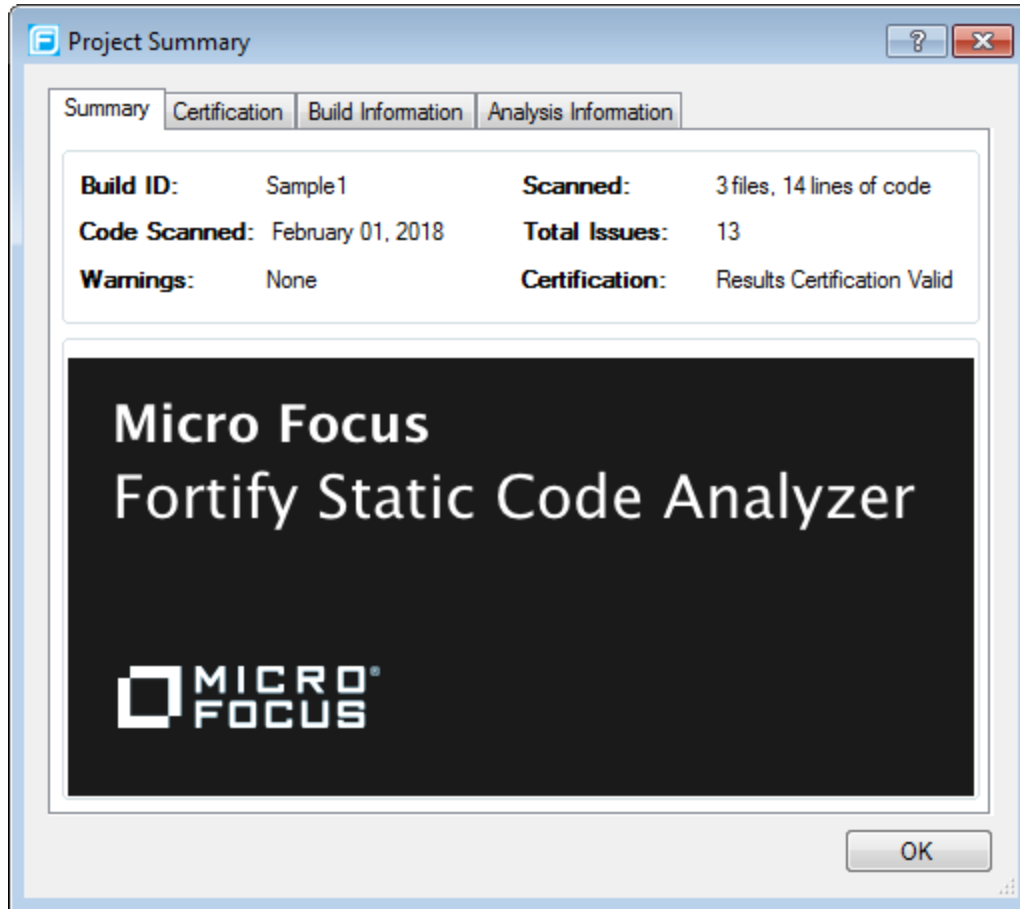 Project Summary
Summary Certification Build Information Analysis Information
Build ID: Sample1 Scanned: 3 files, 14 lines of code
Code Scanned: February 01, 2018 Total Issues: 13
Warnings: None Certification: Results Certification Valid
Micro Focus
Fortify Static Code Analyzer
MICRO®
FOCUS
OK